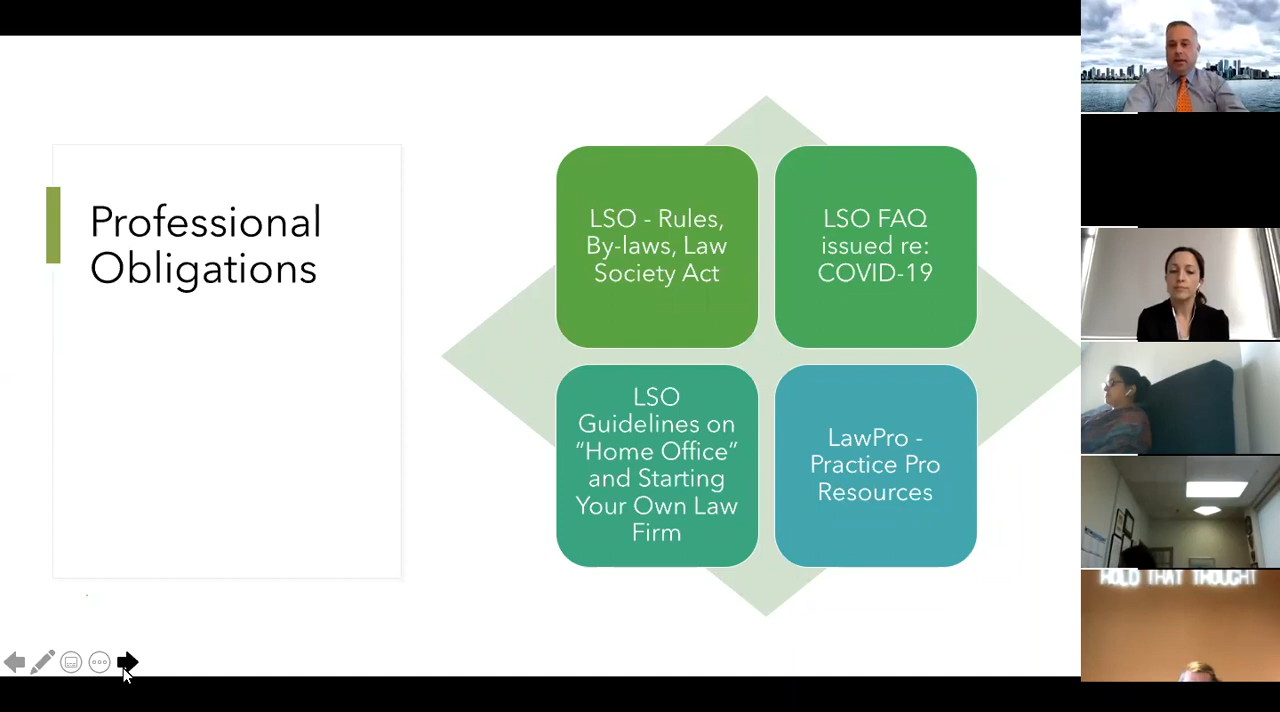 Professional
Obligations
LSO - Rules,
By-laws, Law
Society Act
LSO FAQ
issued re:
COVID-19
LSO
Guidelines on
“Home Office”
and Starting
Your Own Law
Firm
LawPro -
Practice Pro
Resources
HOLD THAT THOUGHT